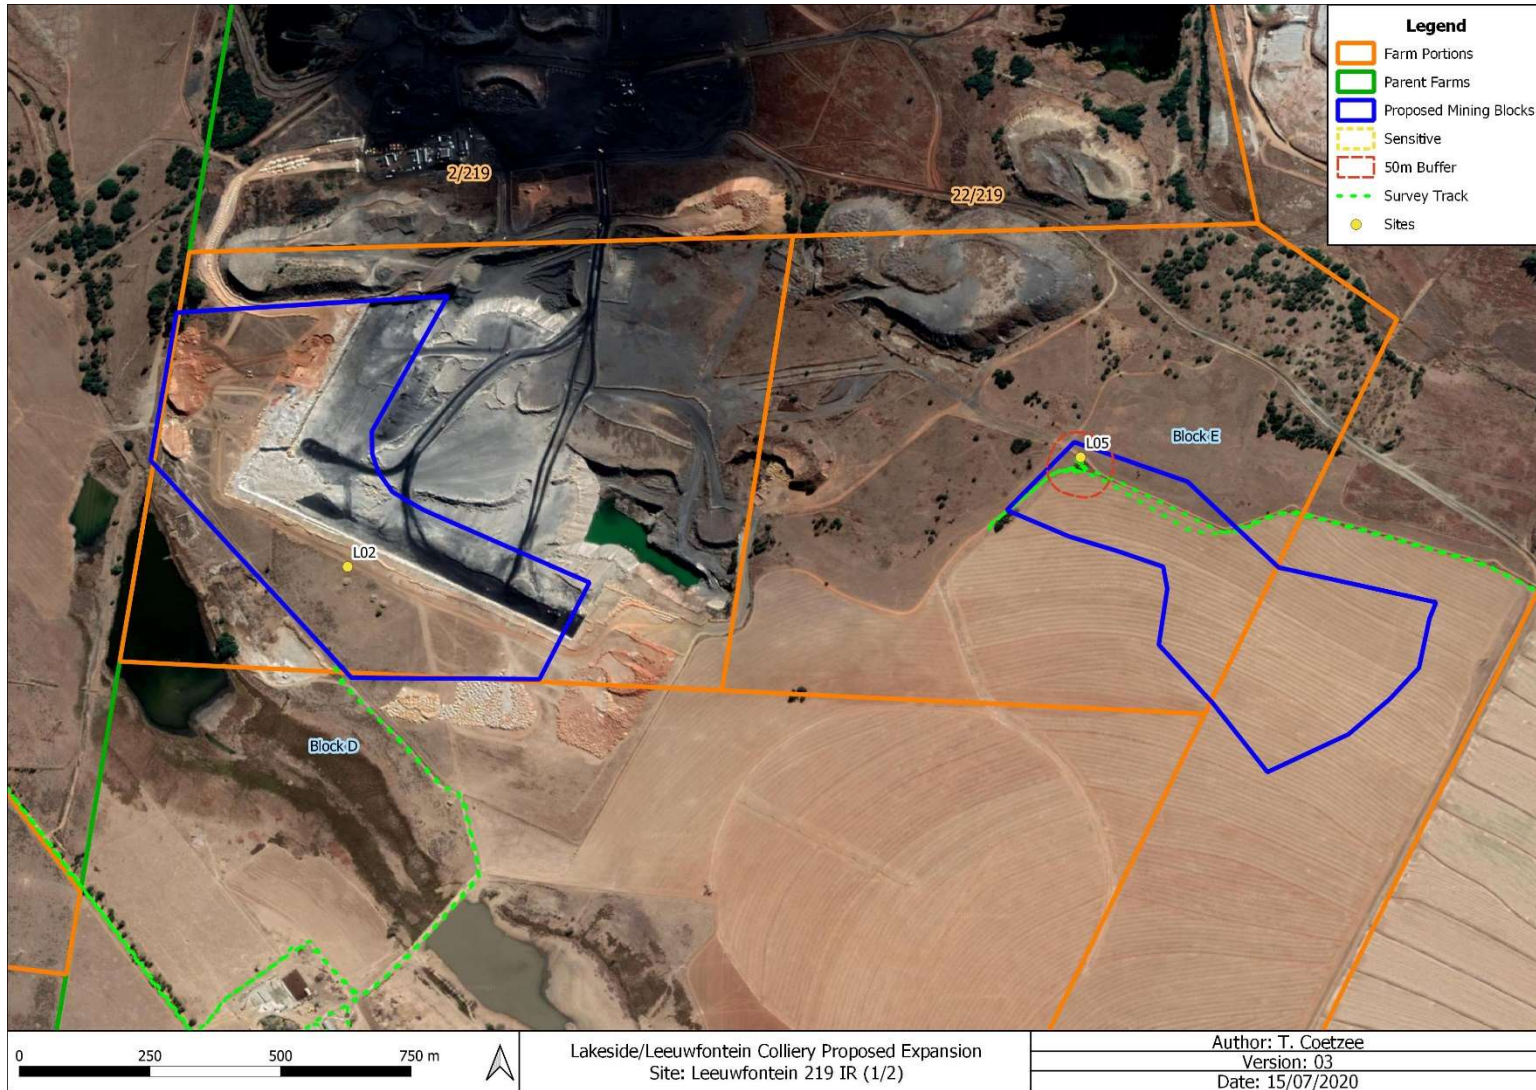 Legend
Farm Portions
Parent Farms
Proposed Mining Blocks
Sensitive
50m Buffer
Survey Track
Sites
2/219
22/219
L05
Block E
L02
Block D
0 250 500 750 m
Lakeside/Leeuwfontein Colliery Proposed Expansion
Site: Leeuwfontein 219 IR (1/2)
Author: T. Coetzee
Version: 03
Date: 15/07/2020